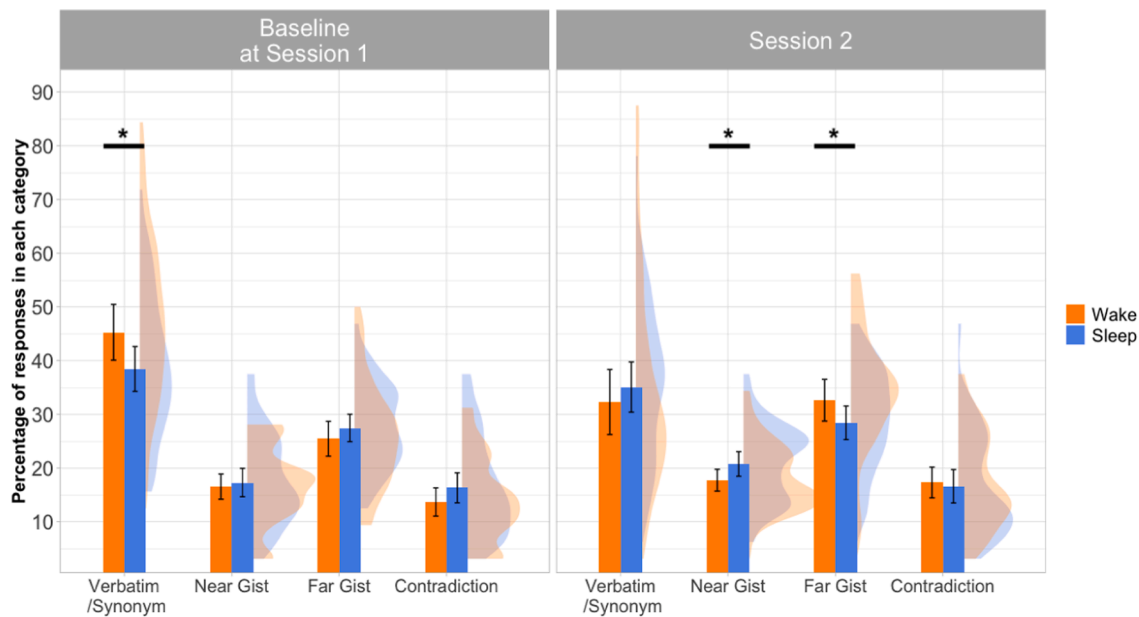 Baseline
at Session 1
Session 2
Percentage of responses in each category
90
80
70
60
50
40
30
20
10
*
*
*
Wake
Sleep
Verbatim
/Synonym
Near Gist
Far Gist
Contradiction
Verbatim
/Synonym
Near Gist
Far Gist
Contradiction